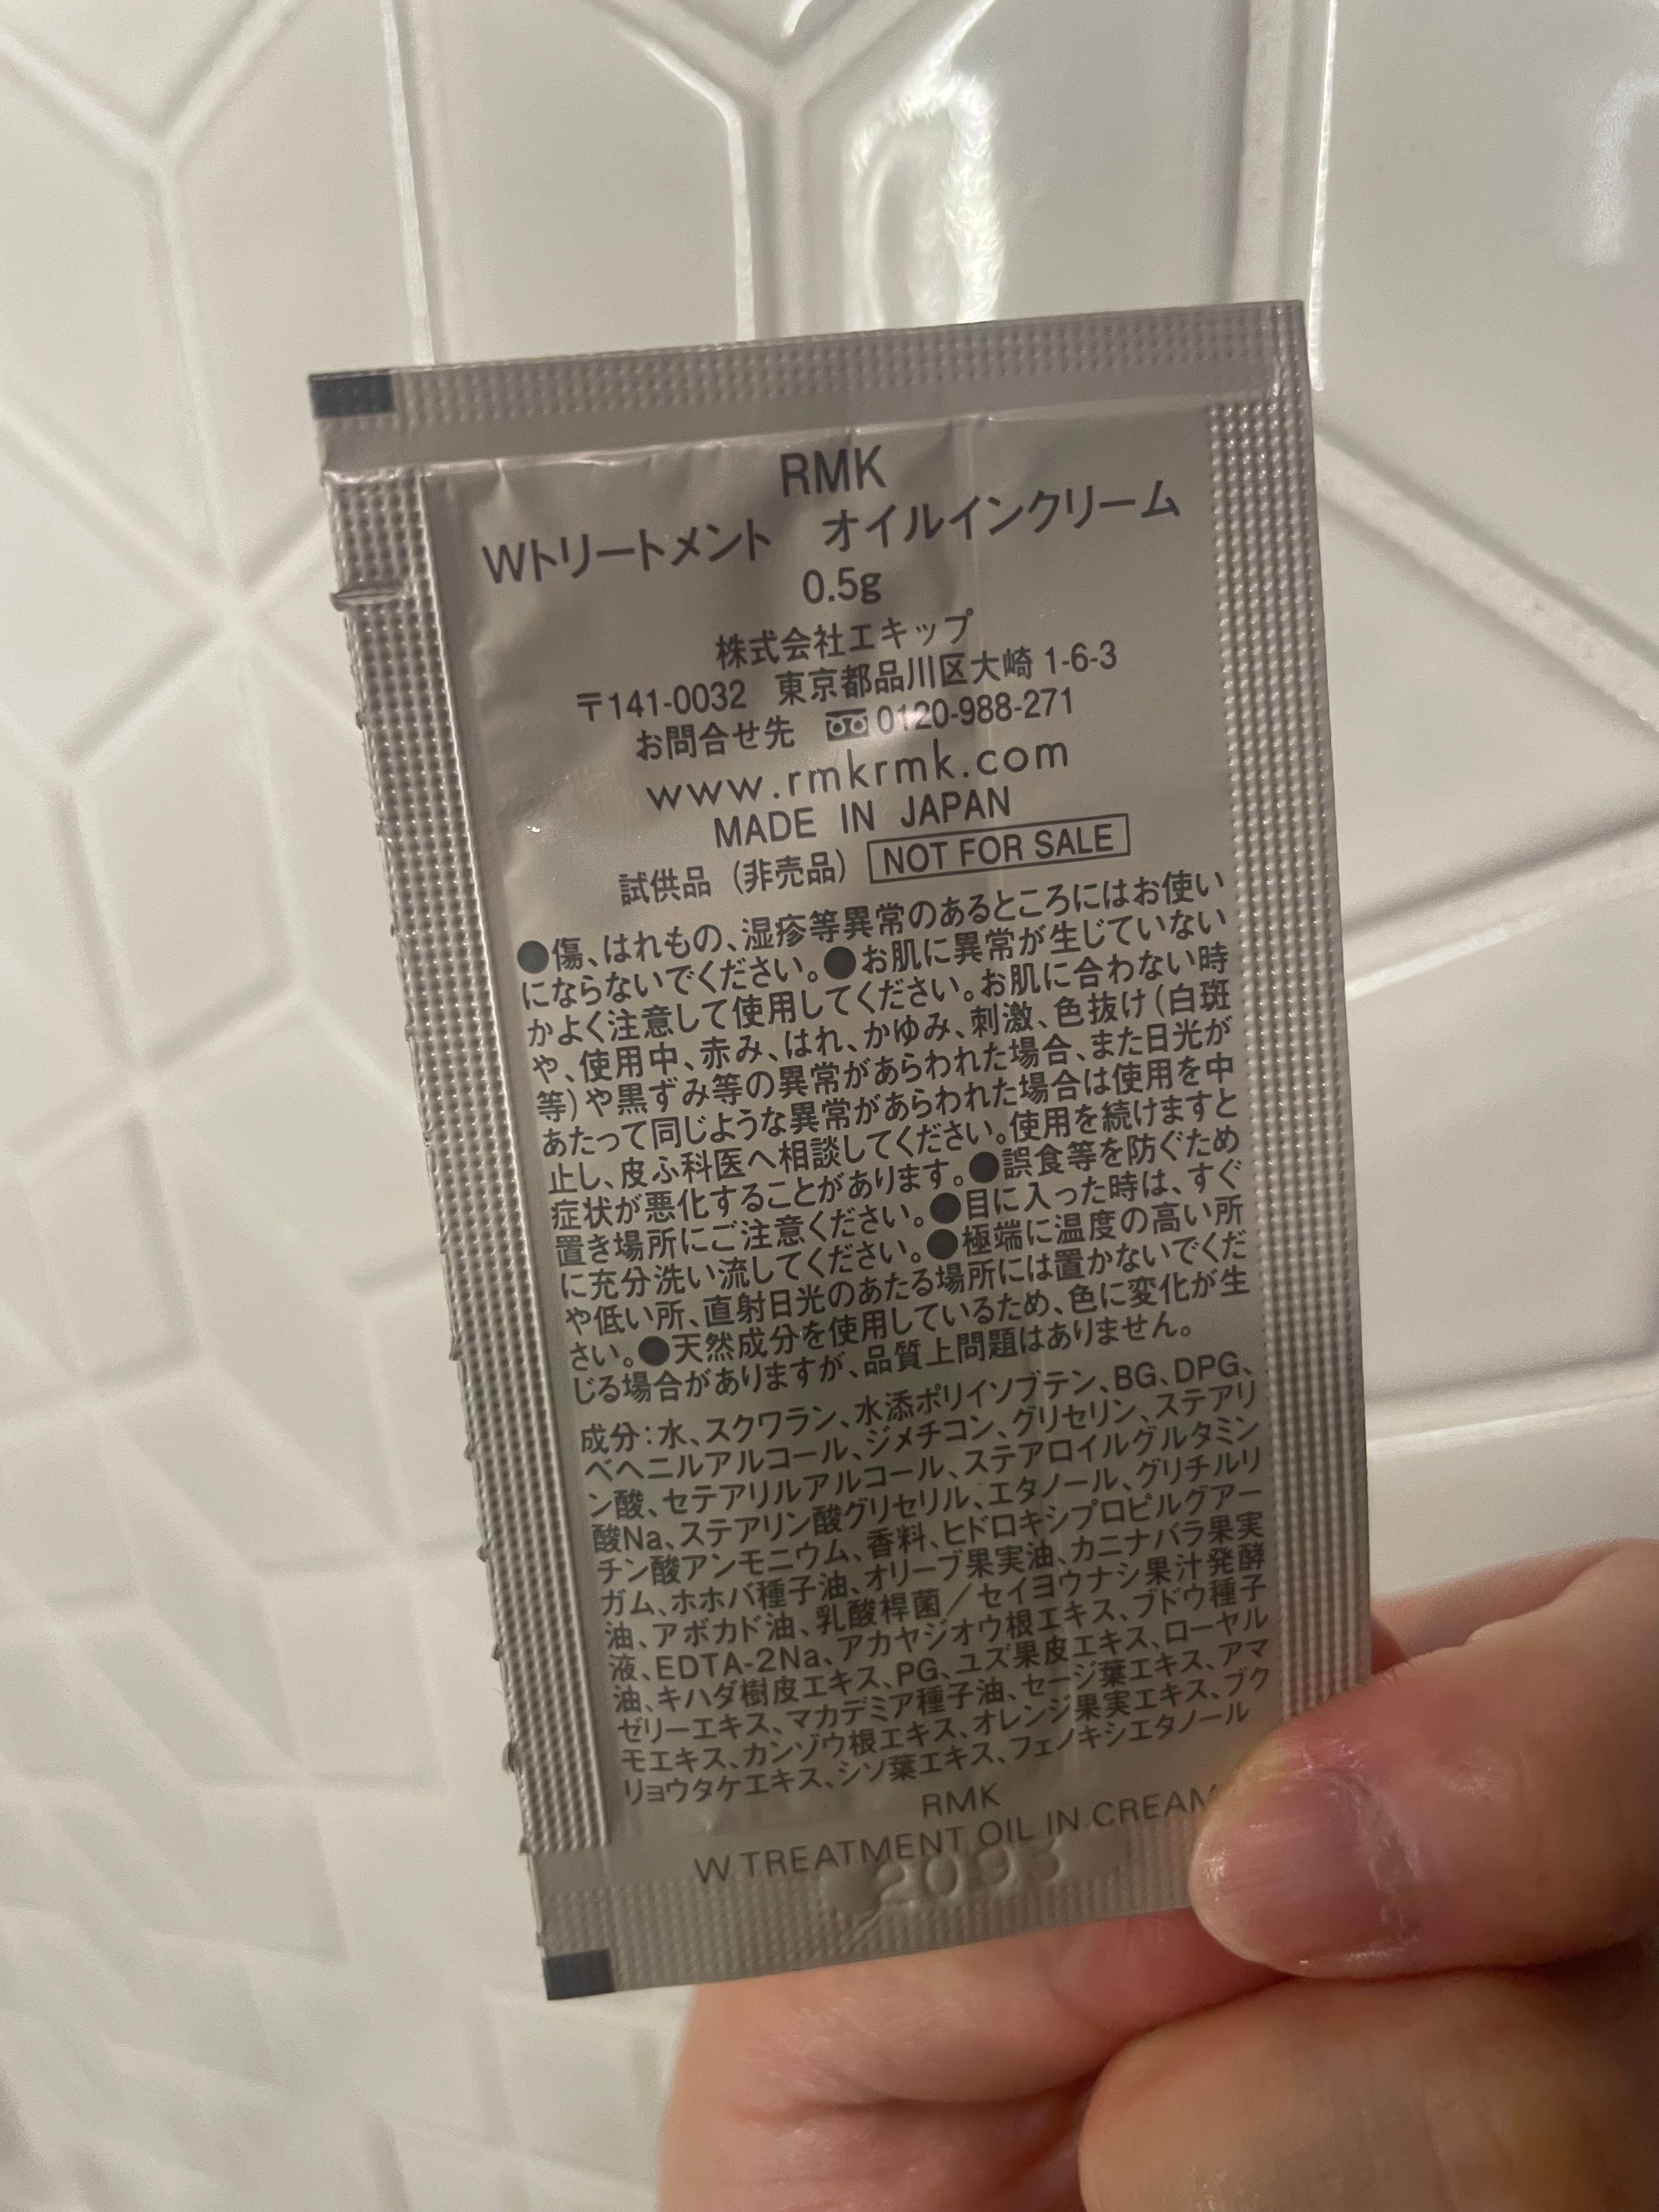 RMK
Wトリートメント　オイルインクリーム
0.5g
株式会社エキップ
〒141-0032　東京都品川区大崎 1-6-3
お問合せ先　0120-988-271
www.rmkrmk.com
MADE IN JAPAN
試供品（非売品） NOT FOR SALE
●傷、はれもの、湿疹等異常のあるところにはお使い
にならないでください。●お肌に異常が生じていない
かよく注意して使用してください。お肌に合わない時
や、使用中、赤み、はれ、かゆみ、刺激、色抜け（白斑
等）や黒ずみ等の異常があらわれた場合、また日光が
あたって同じような異常があらわれた場合は使用を中
止し、皮ふ科医へ相談してください。使用を続けますと
症状が悪化することがあります。●誤食等を防ぐため
置き場所にご注意ください。●目に入った時は、すぐ
に充分洗い流してください。●極端に温度の高い所
や低い所、直射日光のあたる場所には置かないでくだ
さい。●天然成分を使用しているため、色に変化が生
じる場合がありますが、品質上問題はありません。
成分：水、スクワラン、水添ポリイソブテン、BG、DPG、
ベヘニルアルコール、ジメチコン、グリセリン、ステアリ
ン酸、セテアリルアルコール、ステアロイルグルタミン
酸Na、ステアリン酸グリセリル、エタノール、グリチルリ
チン酸アンモニウム、香料、ヒドロキシプロピルグアー
ガム、ホホバ種子油、オリーブ果実油、カニナバラ果実
油、アボカド油、乳酸桿菌／セイヨウナシ果汁発酵
液、EDTA-2Na、アカヤジオウ根エキス、ブドウ種子
油、キハダ樹皮エキス、PG、ユズ果皮エキス、ローヤル
ゼリーエキス、マカデミア種子油、セージ葉エキス、アマ
モエキス、カンゾウ根エキス、オレンジ果実エキス、ブク
リョウタケエキス、シソ葉エキス、フェノキシエタノール
RMK
W TREATMENT OIL IN CREAM
2093